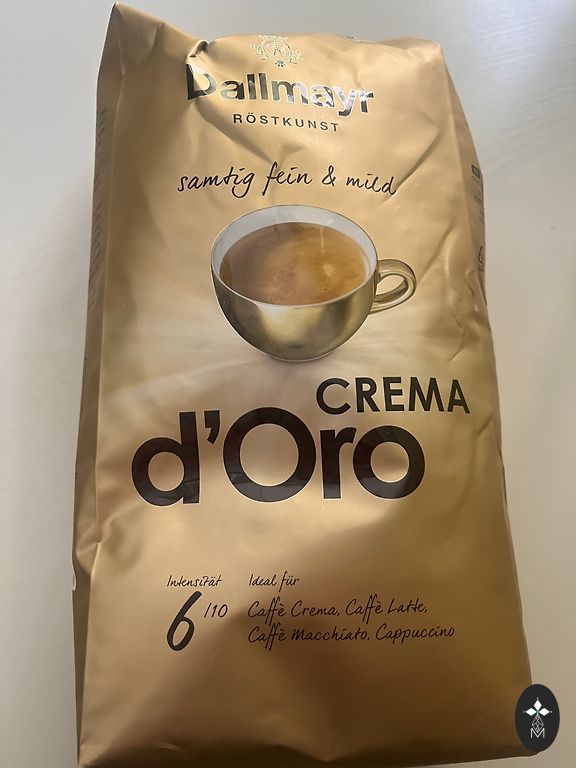 Dallmayr
RÖSTKUNST
samtig fein & mild
CREMA
d'Oro
Intensität
6/10
Ideal für
Caffè Crema, Caffè Latte,
Caffè Macchiato, Cappuccino